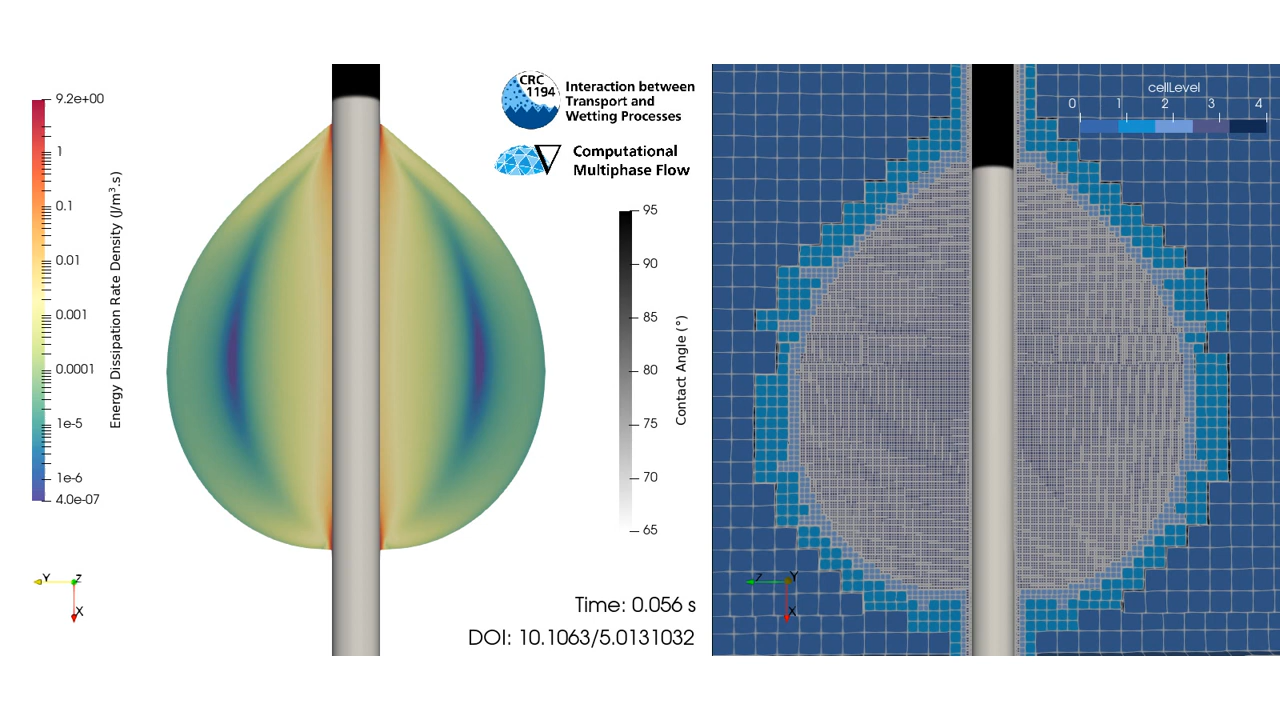 9.2e+00
1
0.1
0.01
0.001
0.0001
1e-5
1e-6
4.0e-07
Energy Dissipation Rate Density (J/m³.s)
CRC
1194
Interaction between
Transport and
Wetting Processes
Computational
Multiphase Flow
95
90
85
80
75
70
65
Contact Angle (°)
Y
Z
X
Time: 0.056 s
DOI: 10.1063/5.0131032
cellLevel
0 1 2 3 4
Z
Y
X